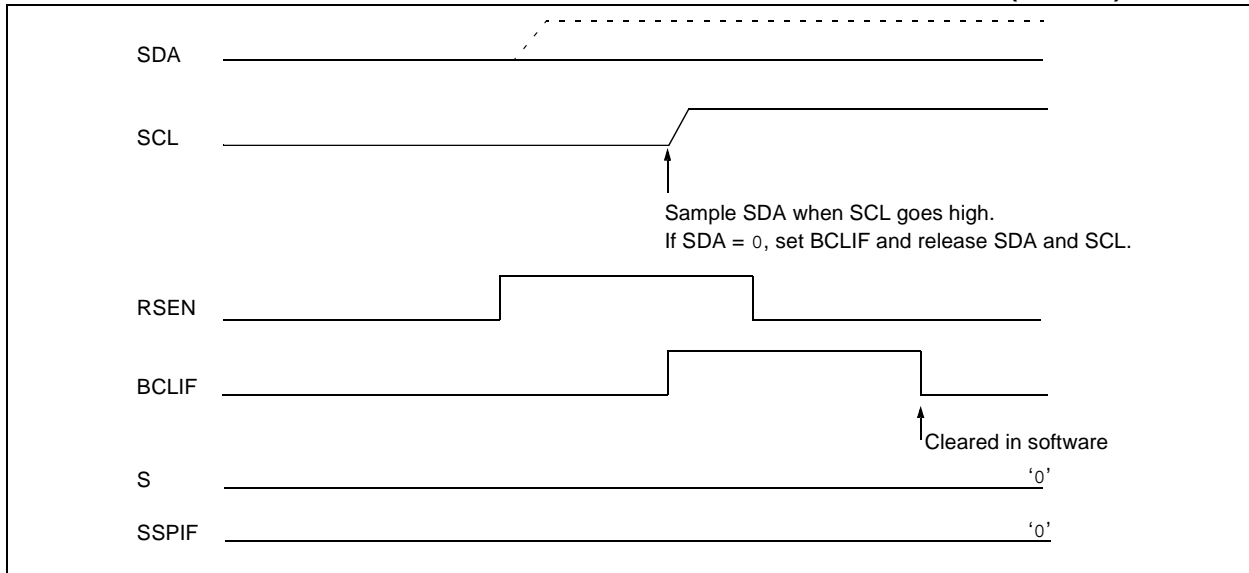 SDA
SCL
Sample SDA when SCL goes high.
If SDA = 0, set BCLIF and release SDA and SCL.
RSEN
BCLIF
Cleared in software
S
‘0’
SSPIF
‘0’